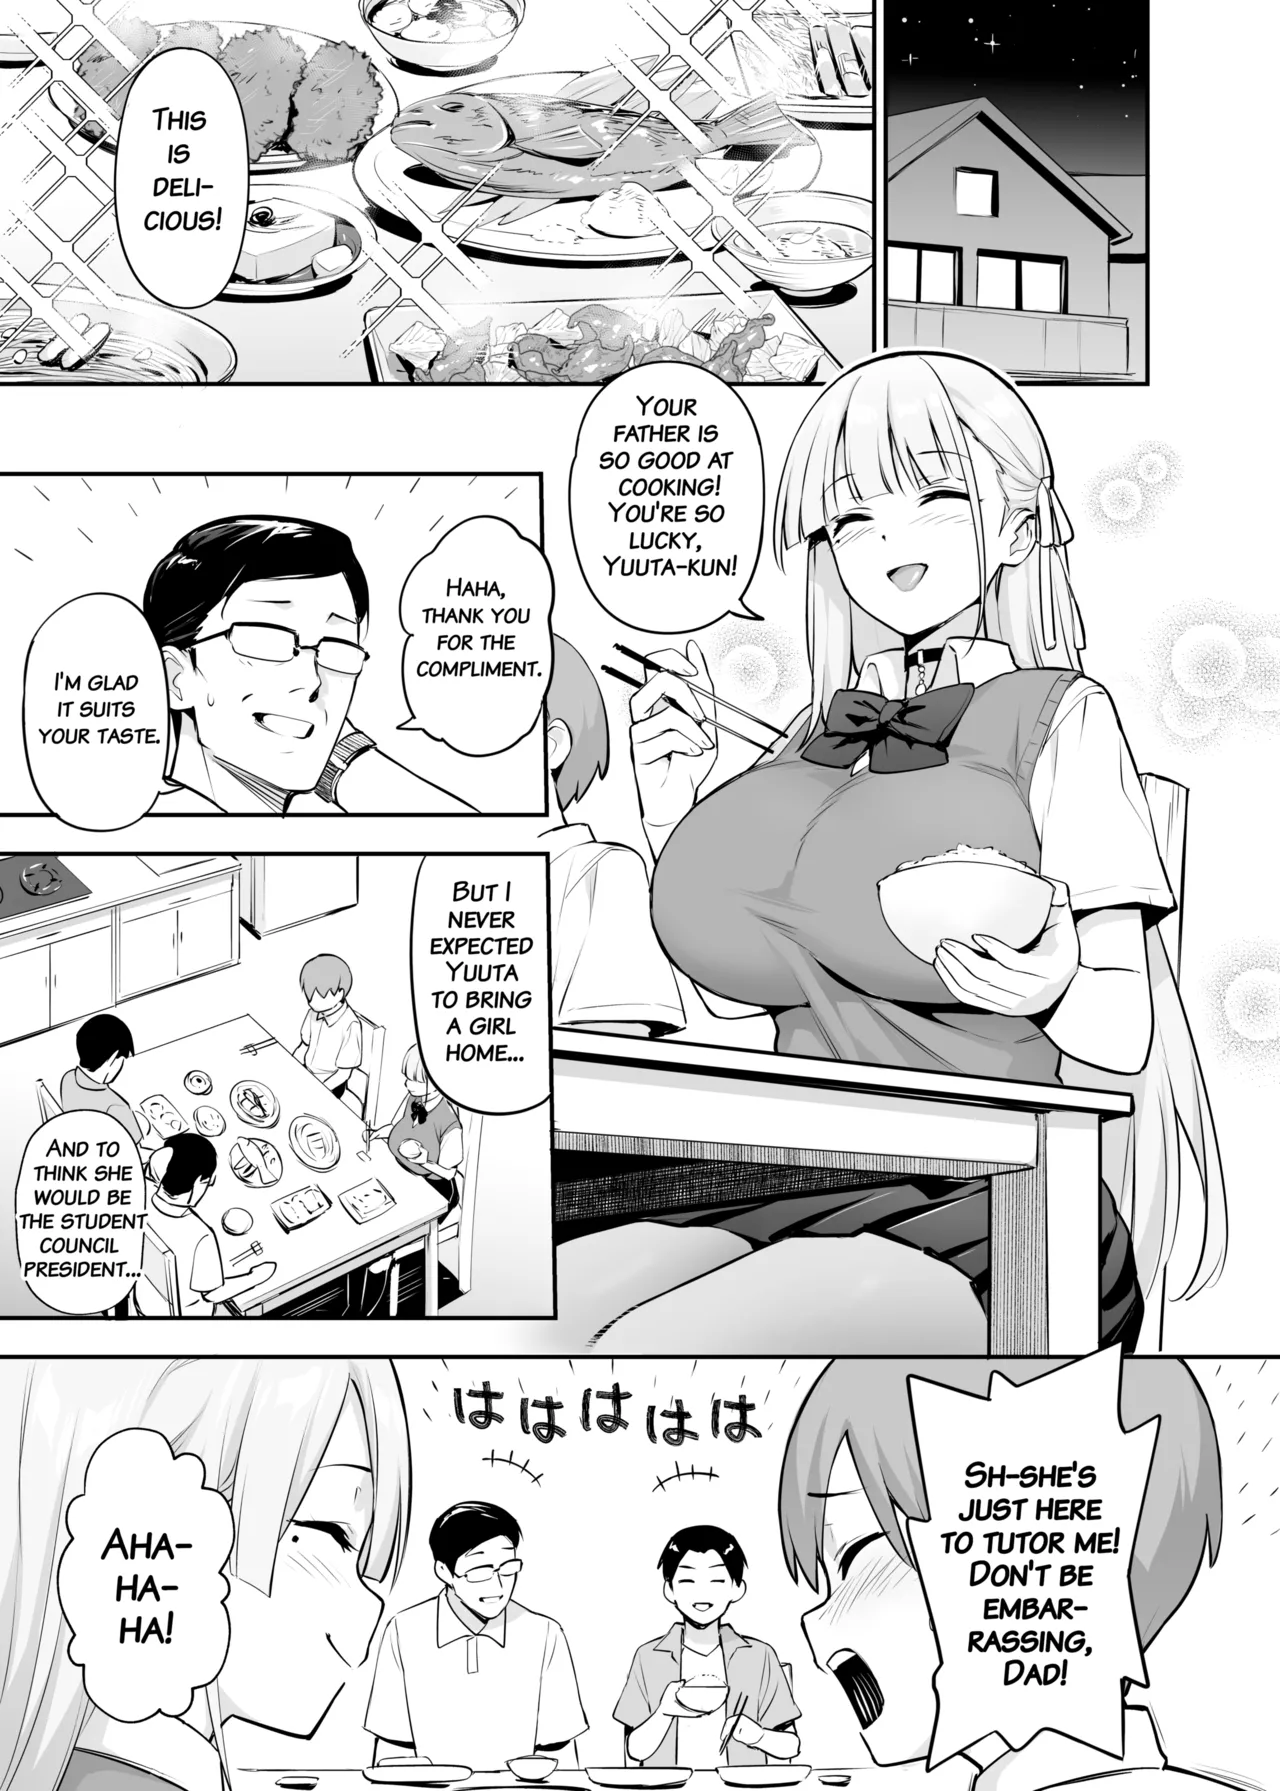 THIS
IS
DELI-
CIOUS!
YOUR
FATHER IS
SO GOOD AT
COOKING!
YOU'RE SO
LUCKY,
YUUTA-KUN!
HAHA,
THANK YOU
FOR THE
COMPLIMENT.
I'M GLAD
IT SUITS
YOUR TASTE.
BUT I
NEVER
EXPECTED
YUUTA
TO BRING
A GIRL
HOME...
AND TO
THINK SHE
WOULD BE
THE STUDENT
COUNCIL
PRESIDENT...
SH-SHE'S
JUST HERE
TO TUTOR ME!
DON'T BE
EMBAR-
RASSING,
DAD!
はははははは
AHA-
HA-
HA!